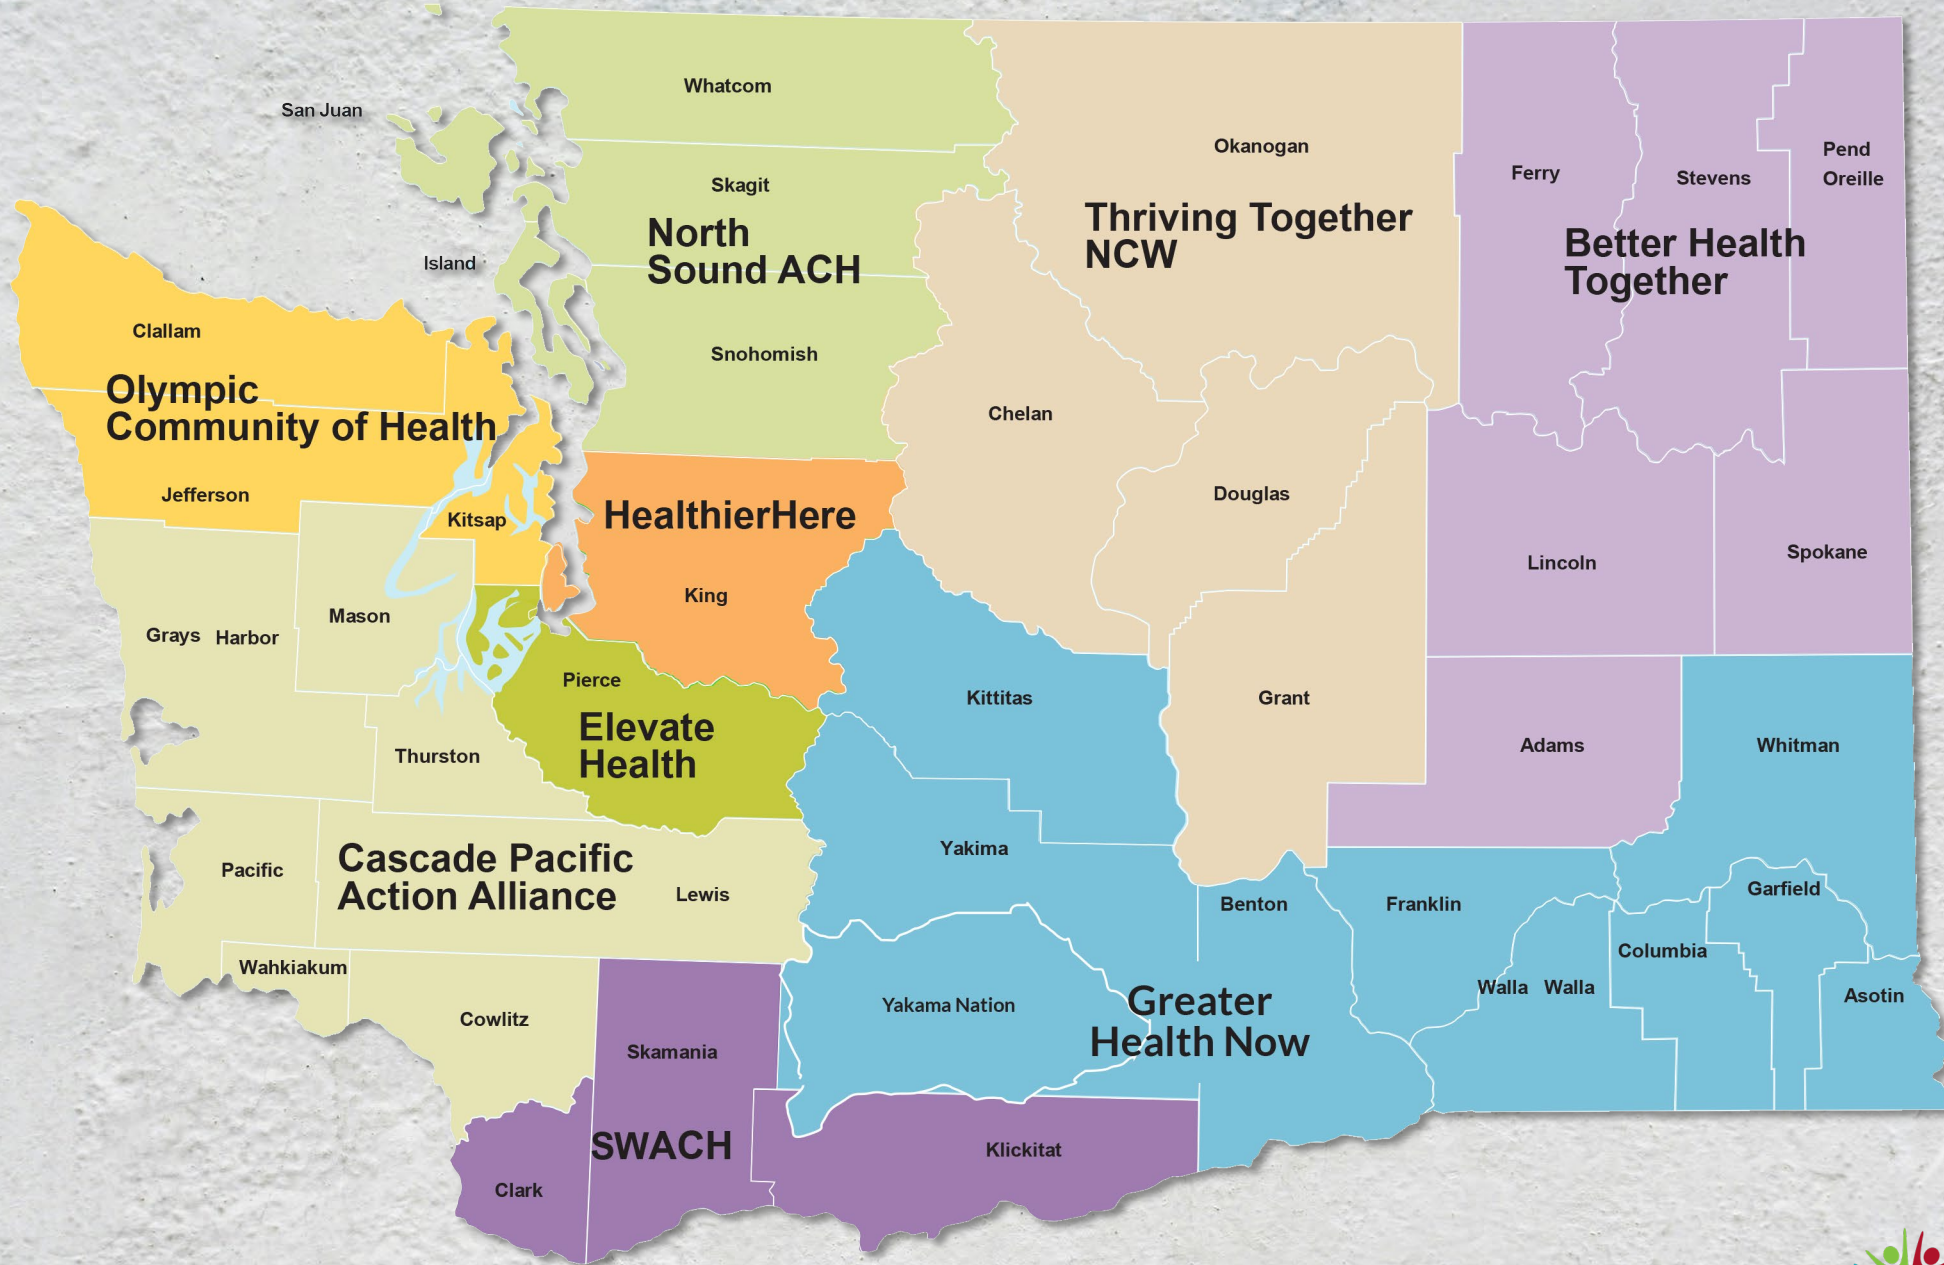 Whatcom
San Juan
Okanogan
Pend
Oreille
Ferry
Stevens
Skagit
Thriving Together
NCW
North
Sound ACH
Better Health
Together
Island
Clallam
Snohomish
Olympic
Community of Health
Chelan
Jefferson
Kitsap
HealthierHere
Douglas
Lincoln
Spokane
King
Mason
Grays Harbor
Pierce
Kittitas
Grant
Elevate
Health
Thurston
Adams
Whitman
Yakima
Cascade Pacific
Action Alliance
Pacific
Lewis
Benton
Franklin
Garfield
Columbia
Wahkiakum
Walla Walla
Asotin
Yakama Nation
Greater
Health Now
Cowlitz
Skamania
SWACH
Klickitat
Clark